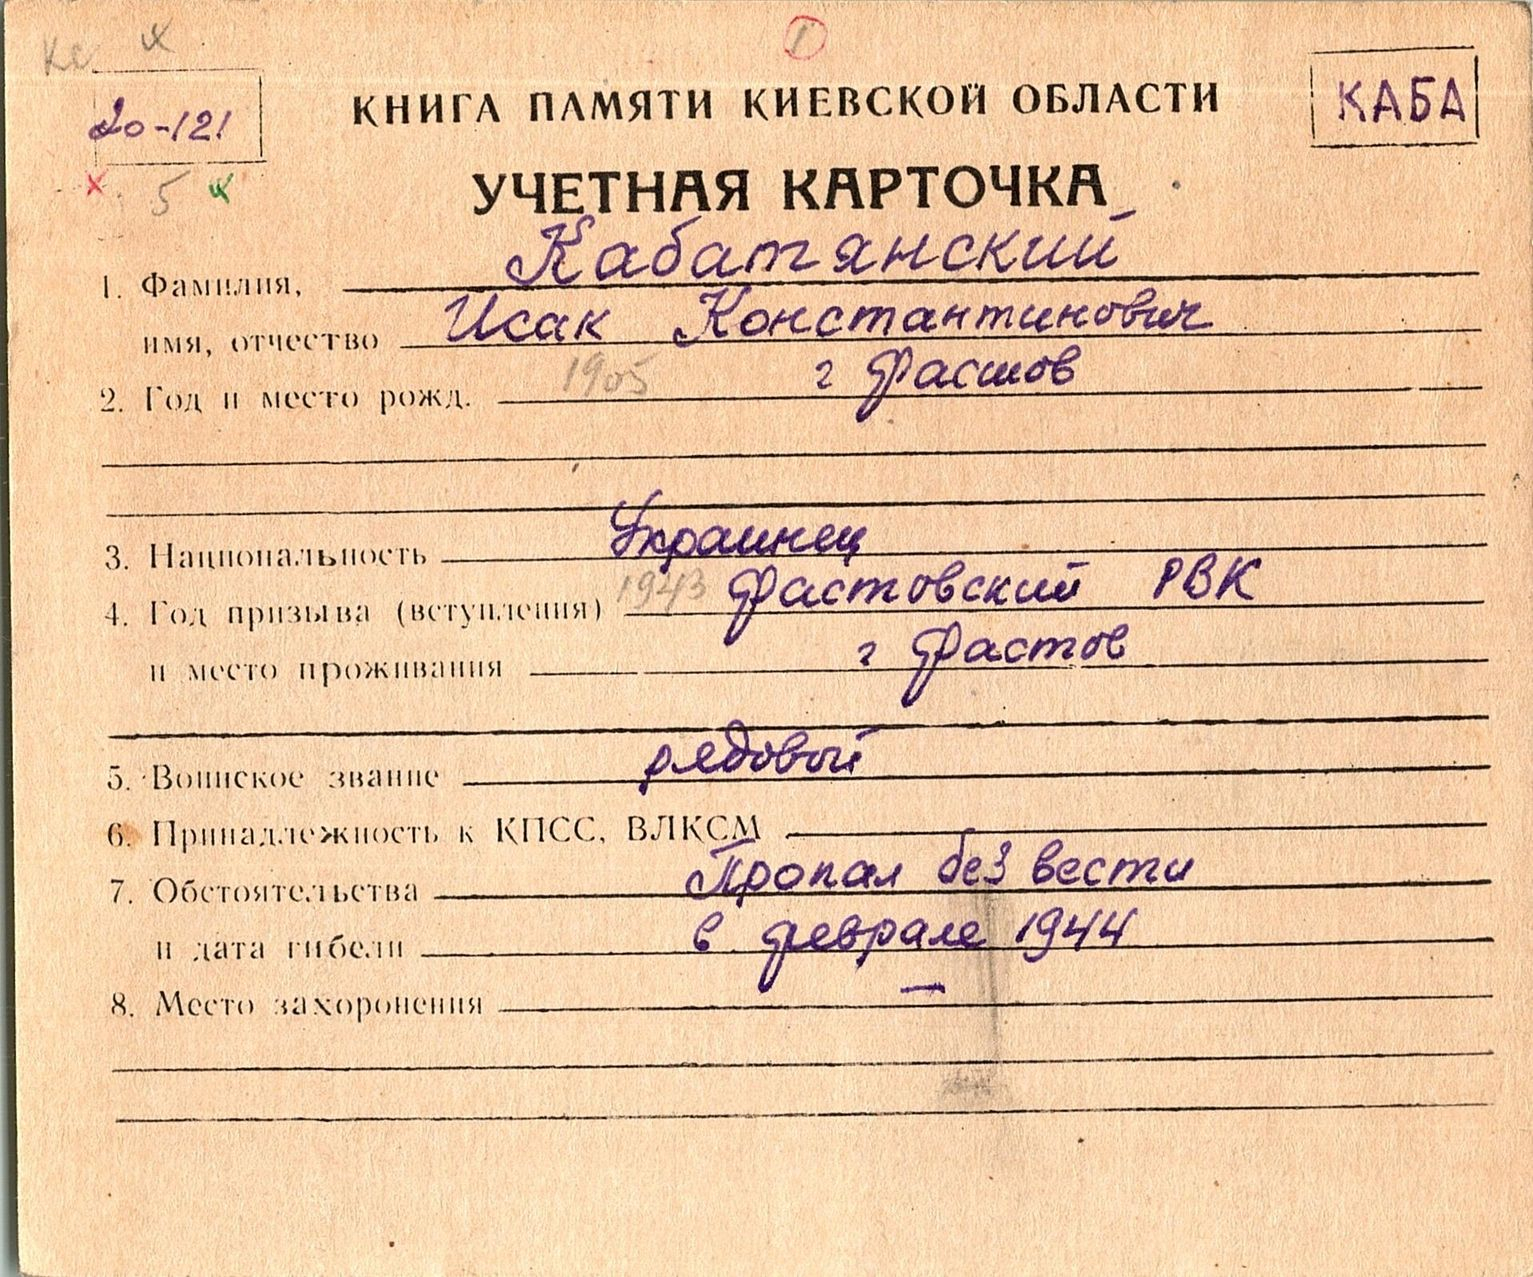 1
20-121
КНИГА ПАМЯТИ КИЕВСКОЙ ОБЛАСТИ
КАБА
5
УЧЕТНАЯ КАРТОЧКА
1. Фамилия, Кабатянский
имя, отчество Исак Константинович
2. Год и место рожд. 1905 г Фастов
3. Национальность Украинец
4. Год призыва (вступления) 1943 Фастовский РВК
и место проживания г Фастов
5. Воинское звание рядовой
6. Принадлежность к КПСС, ВЛКСМ
7. Обстоятельства Пропал без вести
и дата гибели в феврале 1944
8. Место захоронения —